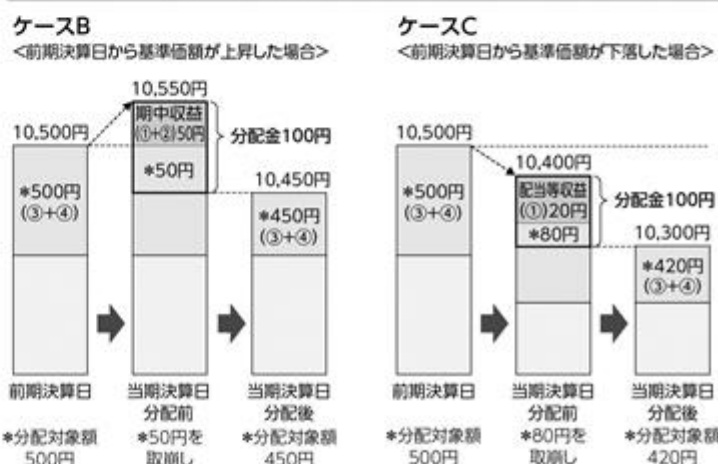 ケースB
<前期決算日から基準価額が上昇した場合>
10,550円
期中収益
(①+②)50円
分配金100円
10,500円
*50円
*500円
(③+④)
10,450円
*450円
(③+④)
前期決算日
当期決算日
分配前
当期決算日
分配後
*分配対象額
500円
*50円を
取崩し
*分配対象額
450円
ケースC
<前期決算日から基準価額が下落した場合>
10,500円
10,400円
*500円
(③+④)
配当等収益
(①)20円
分配金100円
*80円
10,300円
*420円
(③+④)
前期決算日
当期決算日
分配前
当期決算日
分配後
*分配対象額
500円
*80円を
取崩し
*分配対象額
420円